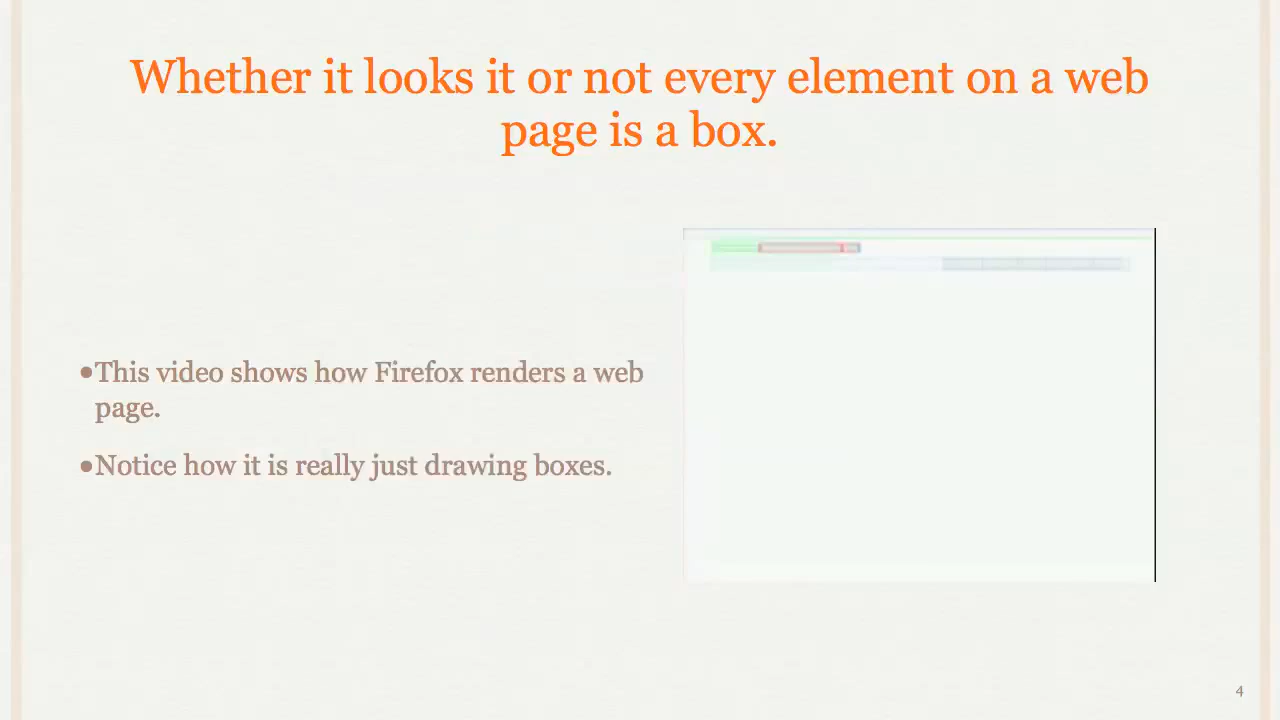 Whether it looks it or not every element on a web
page is a box.
•This video shows how Firefox renders a web
page.
•Notice how it is really just drawing boxes.
4